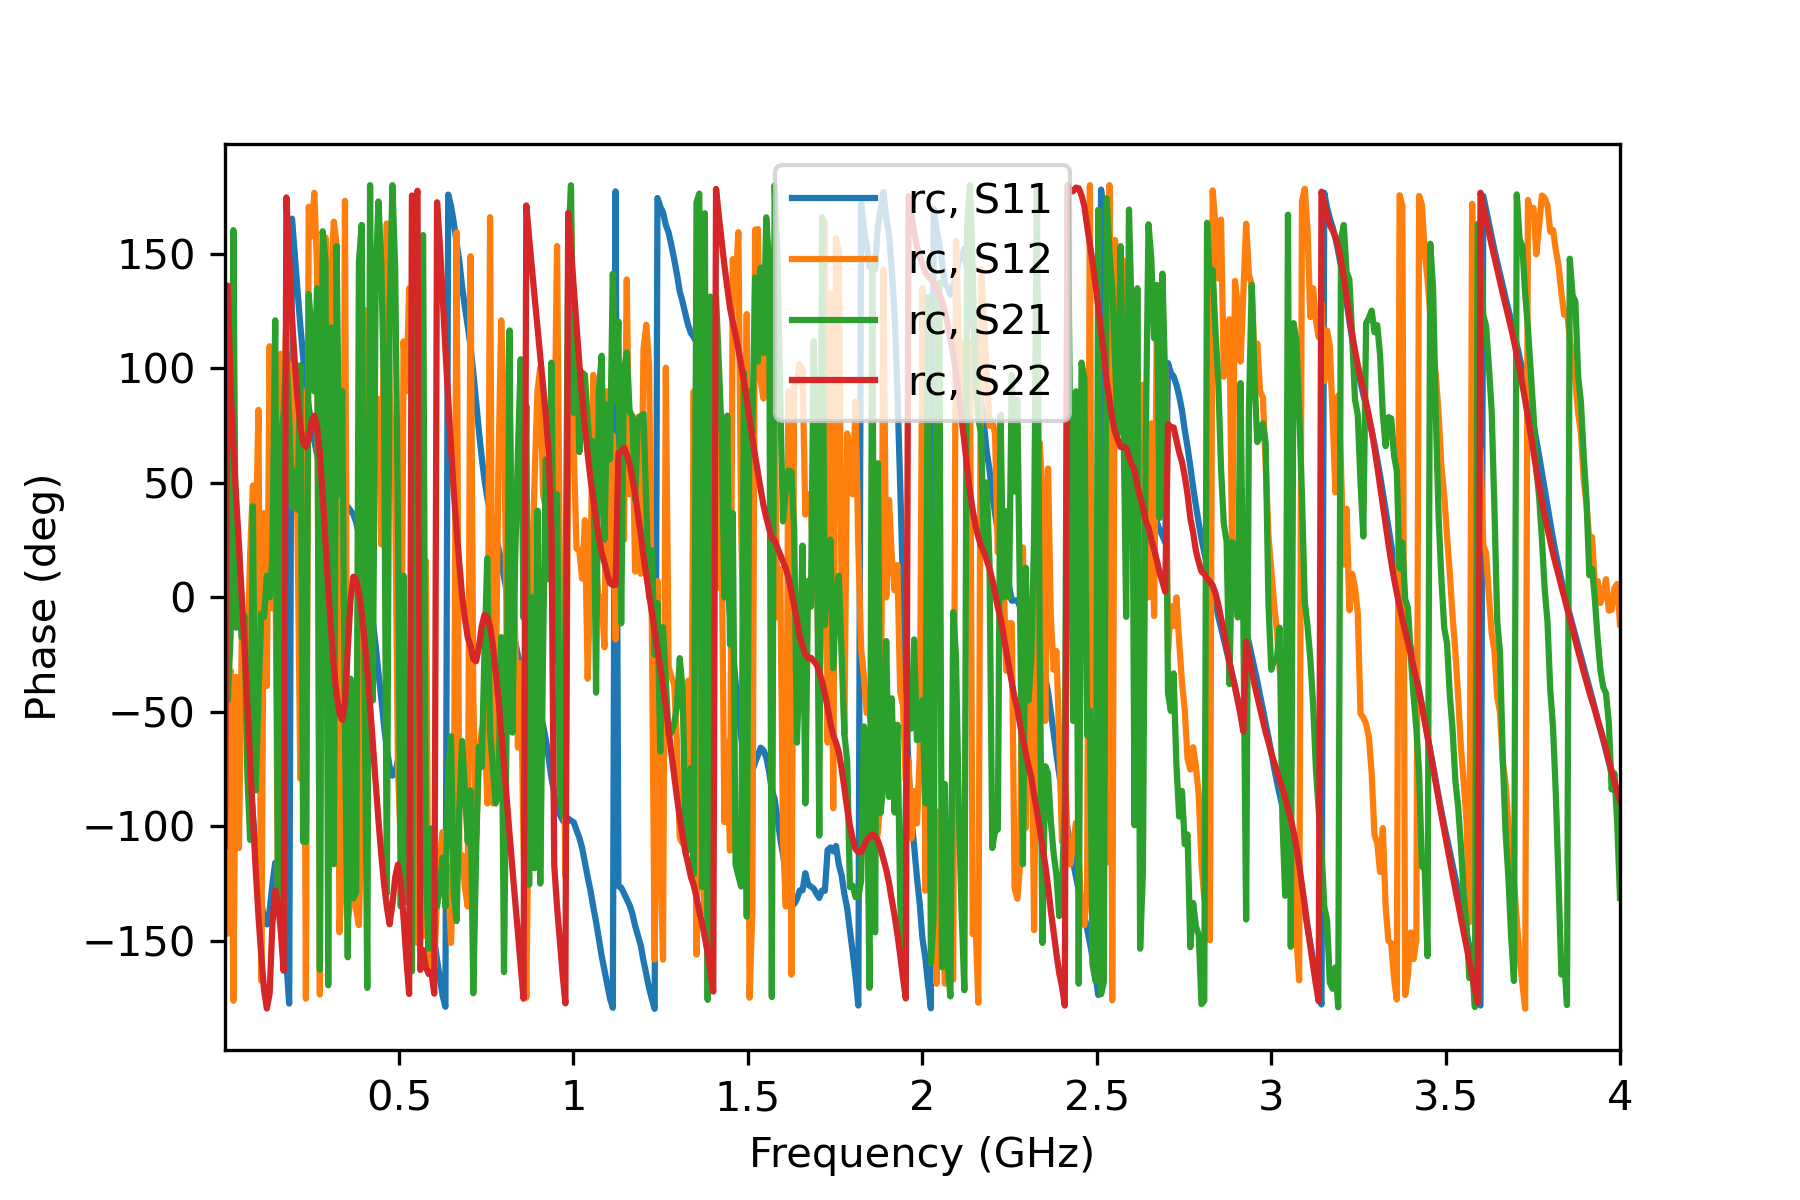 rc, S11
rc, S12
rc, S21
rc, S22
150
100
50
0
−50
−100
−150
Phase (deg)
0.5 1 1.5 2 2.5 3 3.5 4
Frequency (GHz)